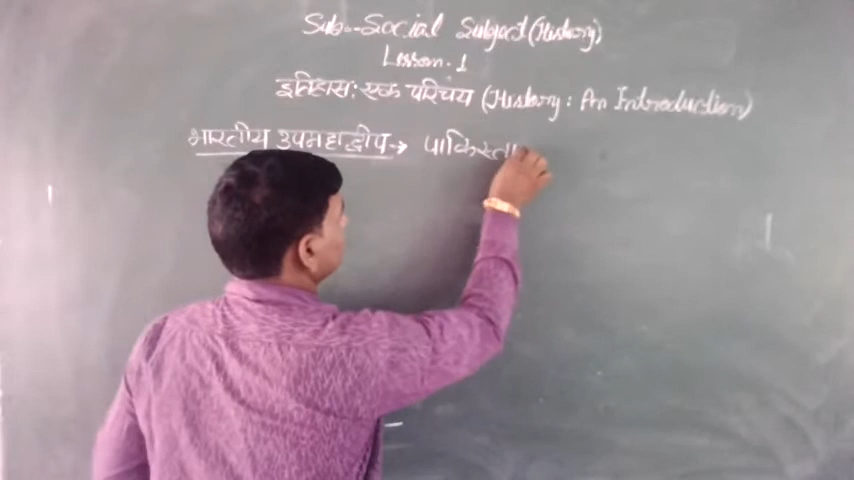 Sub-- Social Subject (History)
Lesson. 1
इतिहास: एक परिचय (History: An Introduction)
भारतीय उपमहाद्वीप → पाकिस्ता